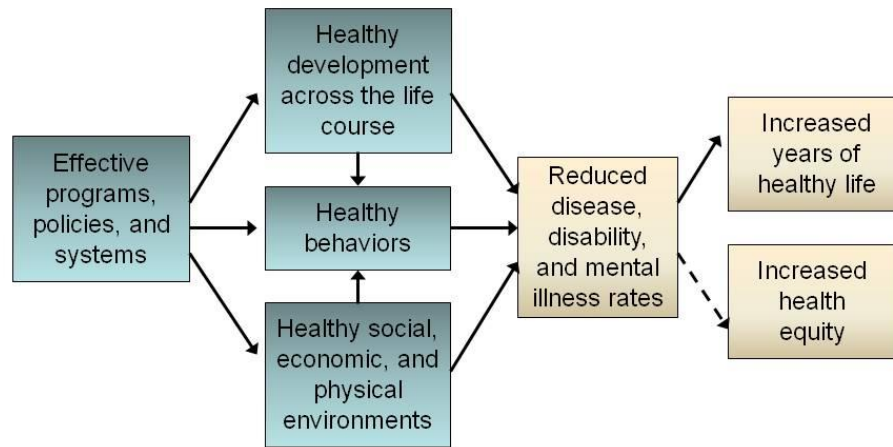 Effective
programs,
policies, and
systems
Healthy
development
across the life
course
Healthy
behaviors
Healthy social,
economic, and
physical
environments
Reduced
disease,
disability,
and mental
illness rates
Increased
years of
healthy life
Increased
health
equity